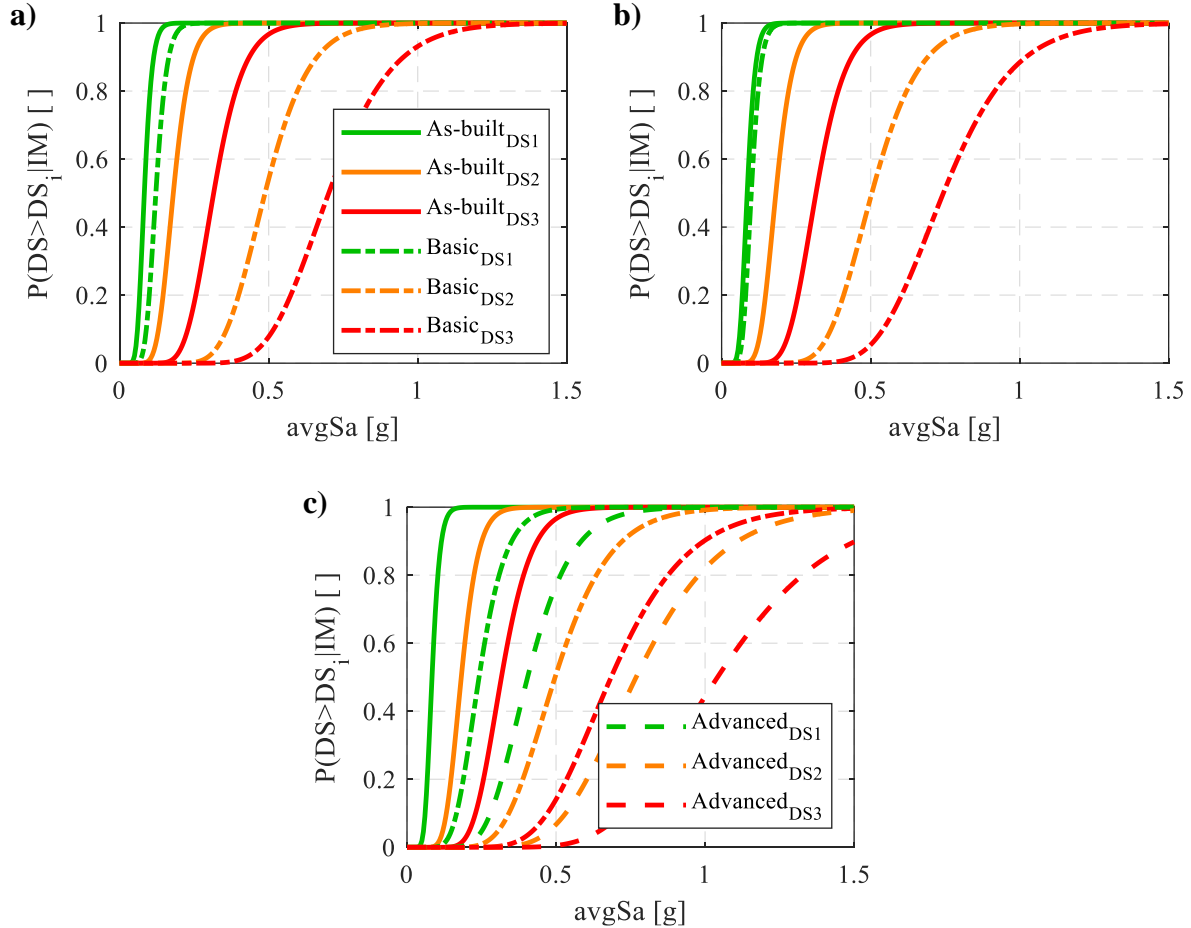 a)
P(DS>DS_i|IM) [ ]
1
0.8
0.6
0.4
0.2
0
0 0.5 1 1.5
avgSa [g]
As-built_DS1
As-built_DS2
As-built_DS3
Basic_DS1
Basic_DS2
Basic_DS3
b)
P(DS>DS_i|IM) [ ]
1
0.8
0.6
0.4
0.2
0
0 0.5 1 1.5
avgSa [g]
c)
P(DS>DS_i|IM) [ ]
1
0.8
0.6
0.4
0.2
0
0 0.5 1 1.5
avgSa [g]
Advanced_DS1
Advanced_DS2
Advanced_DS3